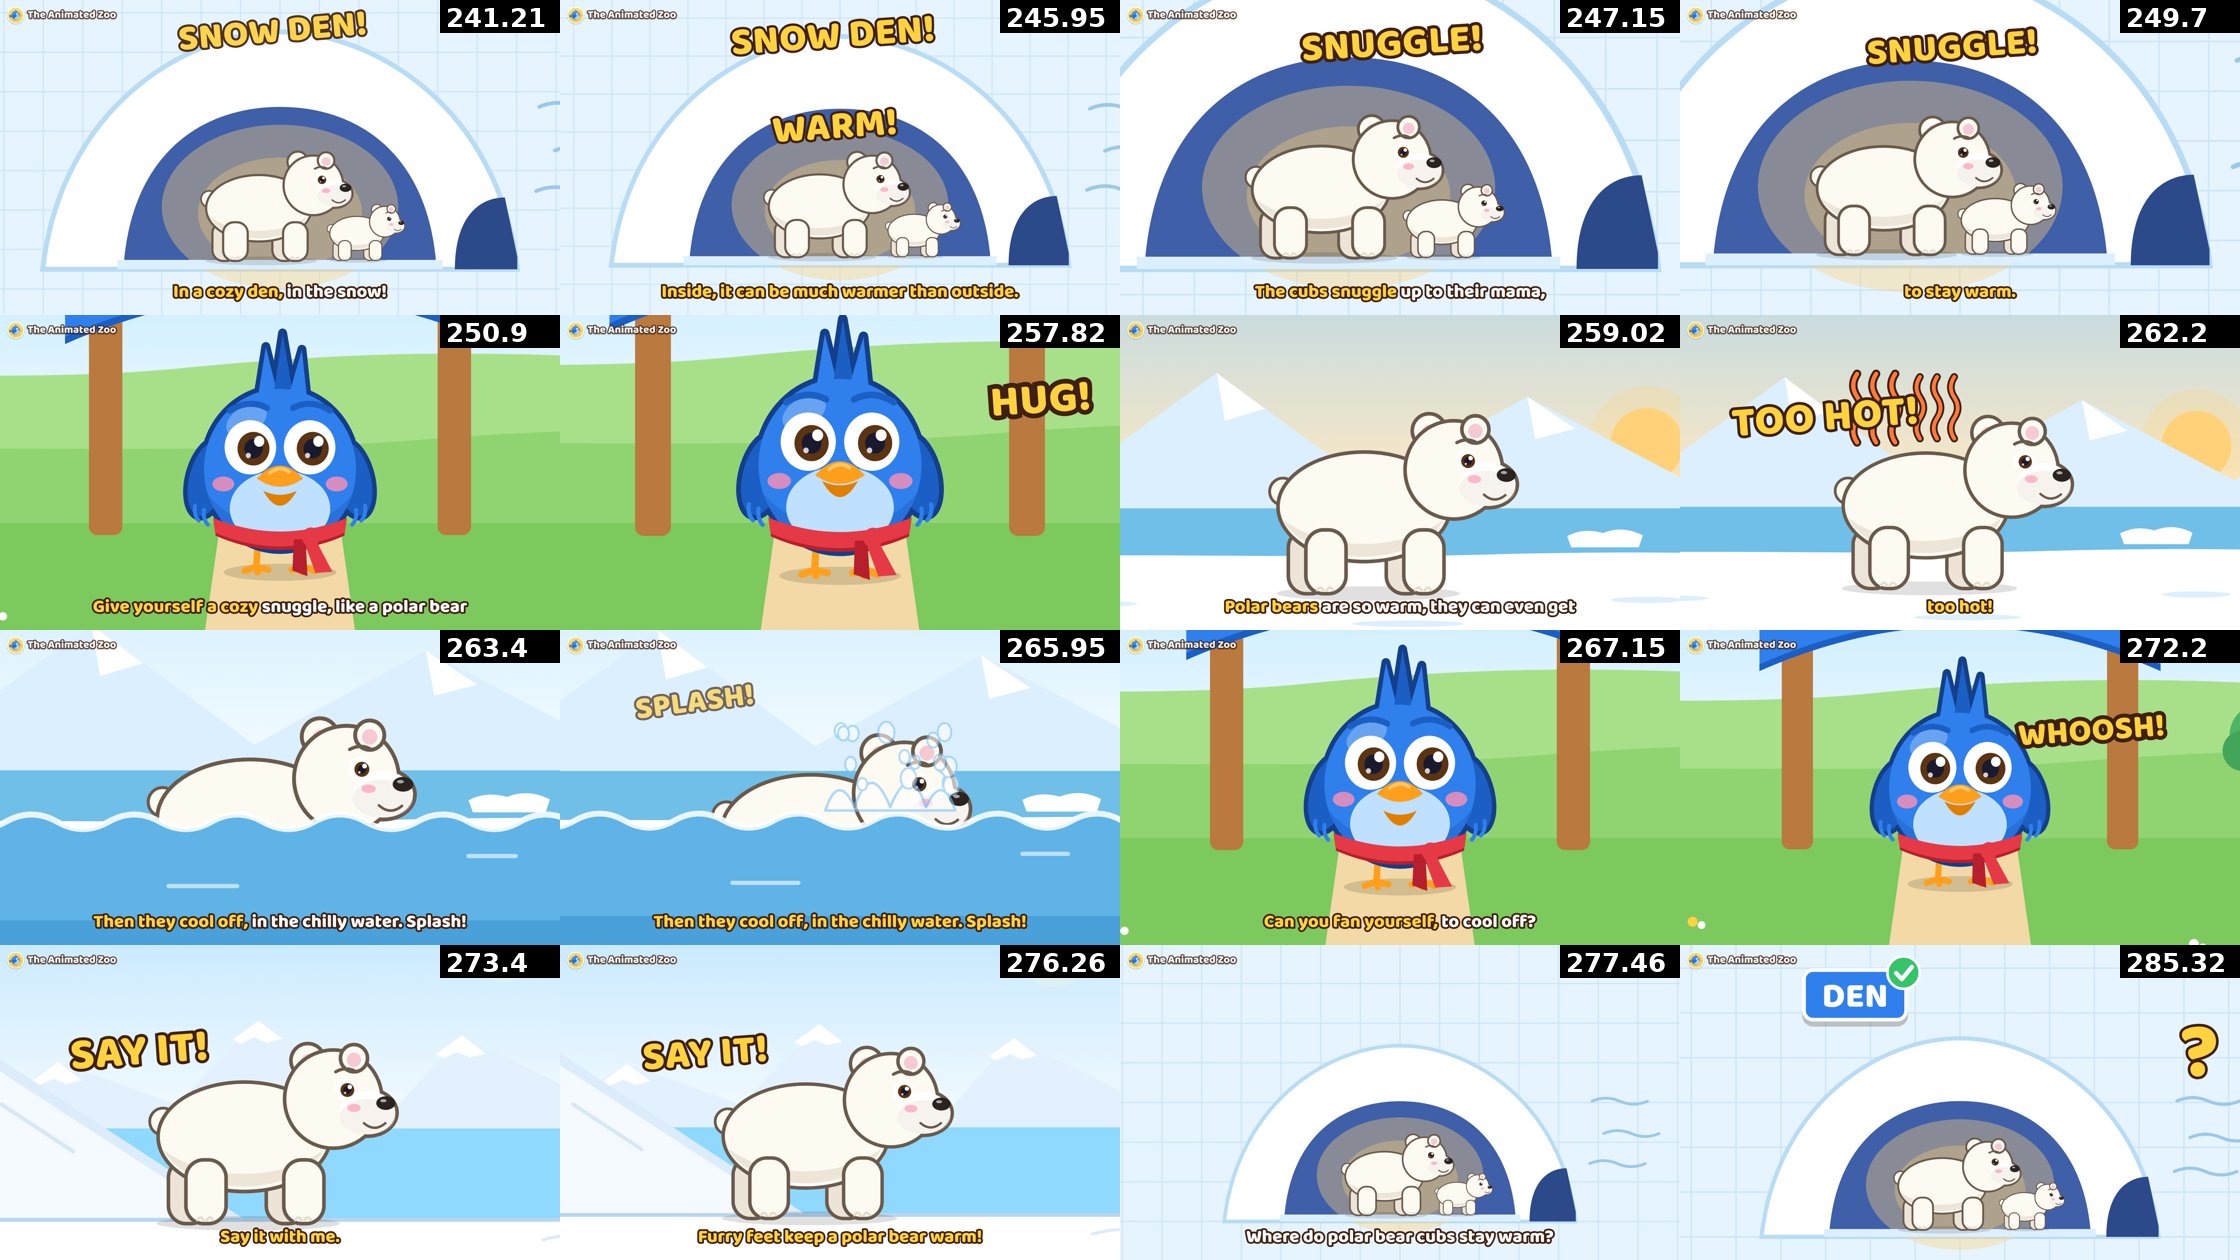 The Animated Zoo
SNOW DEN!
241.21
In a cozy den, in the snow!
The Animated Zoo
SNOW DEN!
245.95
WARM!
Inside, it can be much warmer than outside.
The Animated Zoo
SNUGGLE!
247.15
The cubs snuggle up to their mama,
The Animated Zoo
SNUGGLE!
249.7
to stay warm.
The Animated Zoo
250.9
Give yourself a cozy snuggle, like a polar bear
The Animated Zoo
257.82
HUG!
The Animated Zoo
259.02
Polar bears are so warm, they can even get
The Animated Zoo
262.2
TOO HOT!
too hot!
The Animated Zoo
263.4
Then they cool off, in the chilly water. Splash!
The Animated Zoo
265.95
SPLASH!
Then they cool off, in the chilly water. Splash!
The Animated Zoo
267.15
Can you fan yourself, to cool off?
The Animated Zoo
272.2
WHOOSH!
The Animated Zoo
273.4
SAY IT!
Say it with me.
The Animated Zoo
276.26
SAY IT!
Furry feet keep a polar bear warm!
The Animated Zoo
277.46
Where do polar bear cubs stay warm?
The Animated Zoo
285.32
DEN
?